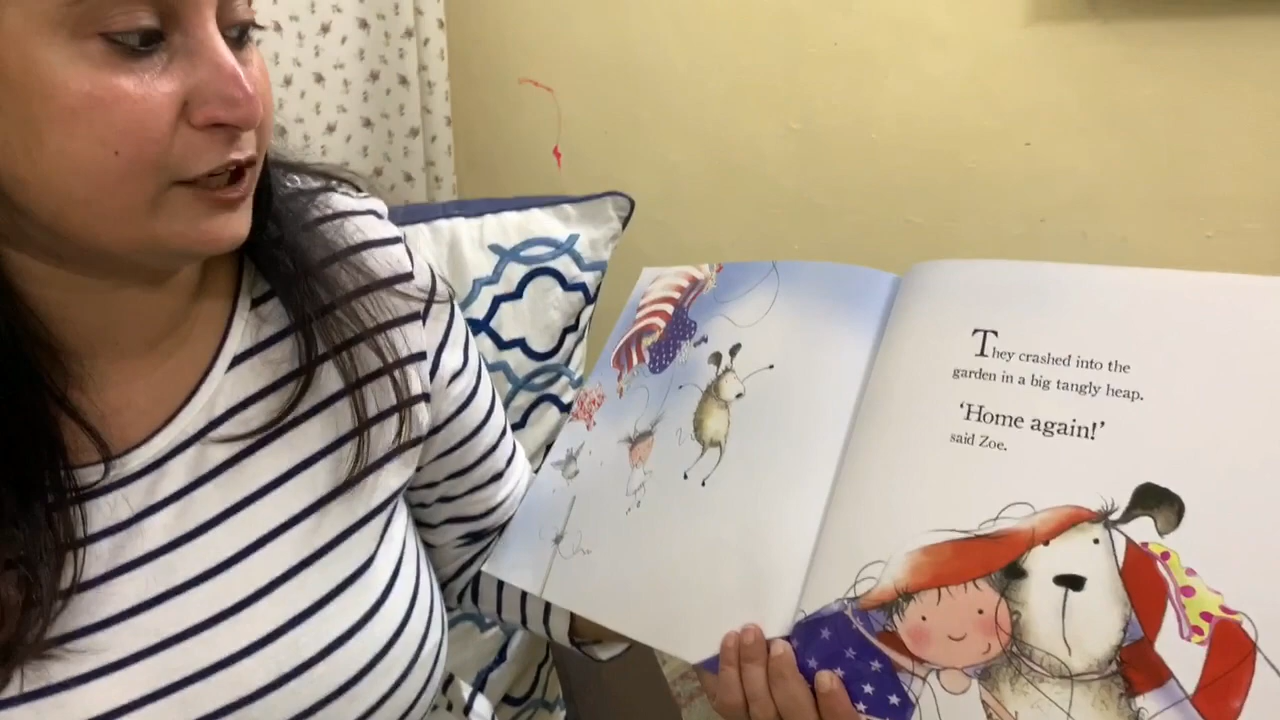 They crashed into the
garden in a big tangly heap.
‘Home again!’
said Zoe.